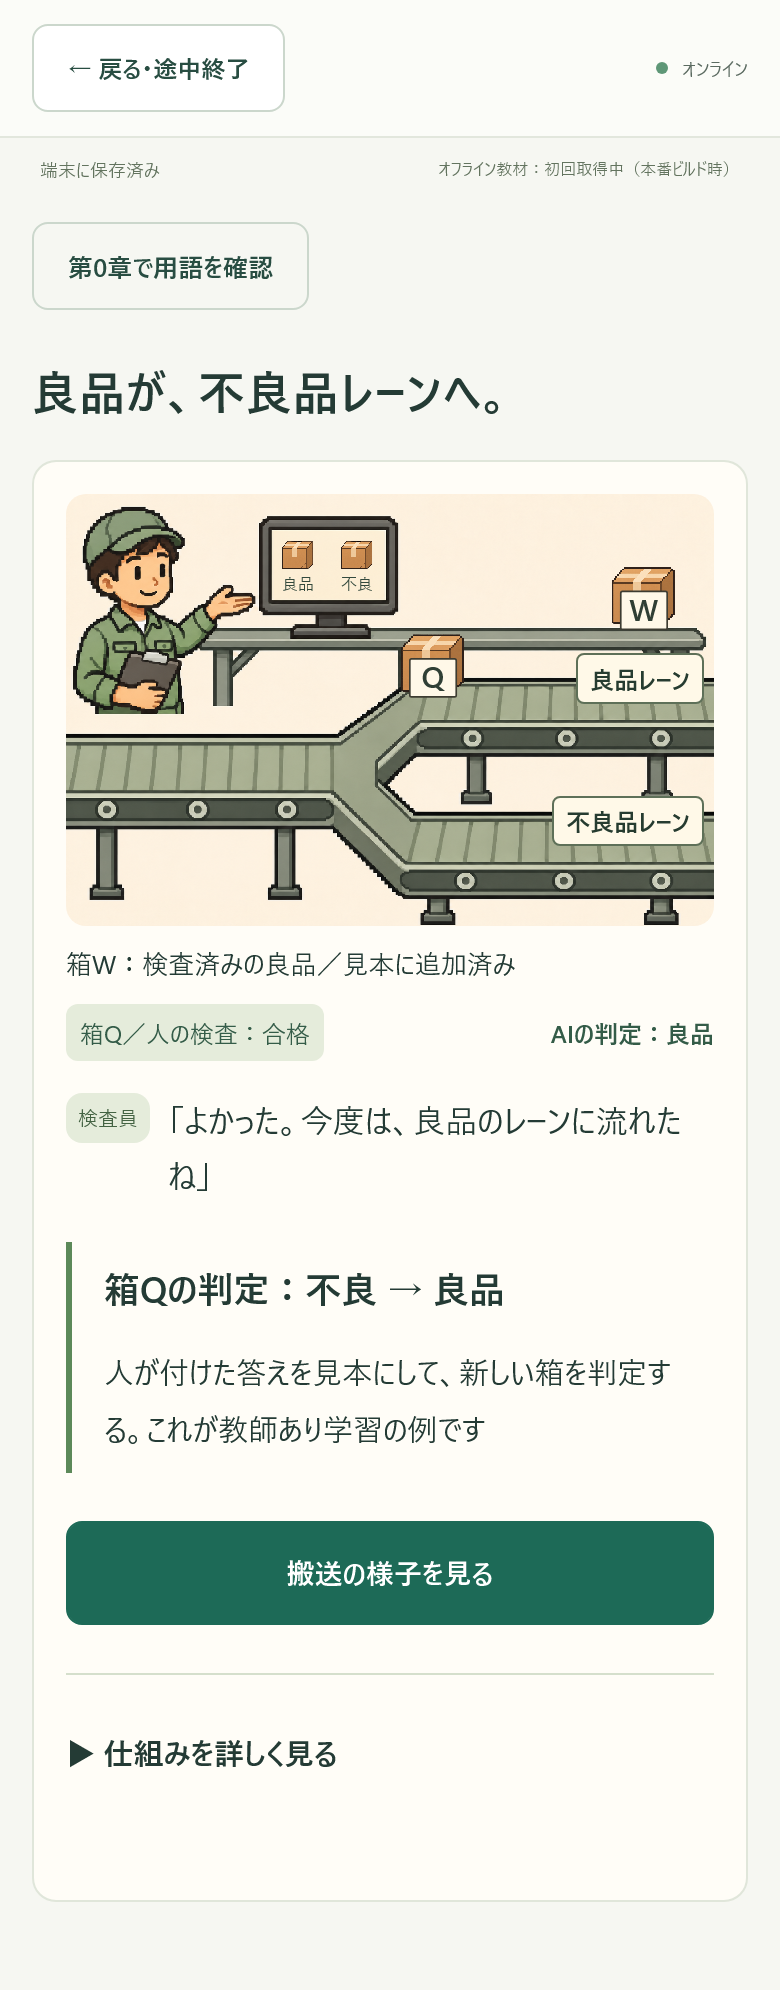 ← 戻る・途中終了
オンライン
端末に保存済み
オフライン教材：初回取得中（本番ビルド時）
第0章で用語を確認
良品が、不良品レーンへ。
良品 不良
W
Q
良品レーン
不良品レーン
箱W：検査済みの良品／見本に追加済み
箱Q／人の検査：合格
AIの判定：良品
検査員
「よかった。今度は、良品のレーンに流れた
ね」
箱Qの判定：不良 → 良品
人が付けた答えを見本にして、新しい箱を判定す
る。これが教師あり学習の例です
搬送の様子を見る
▶ 仕組みを詳しく見る